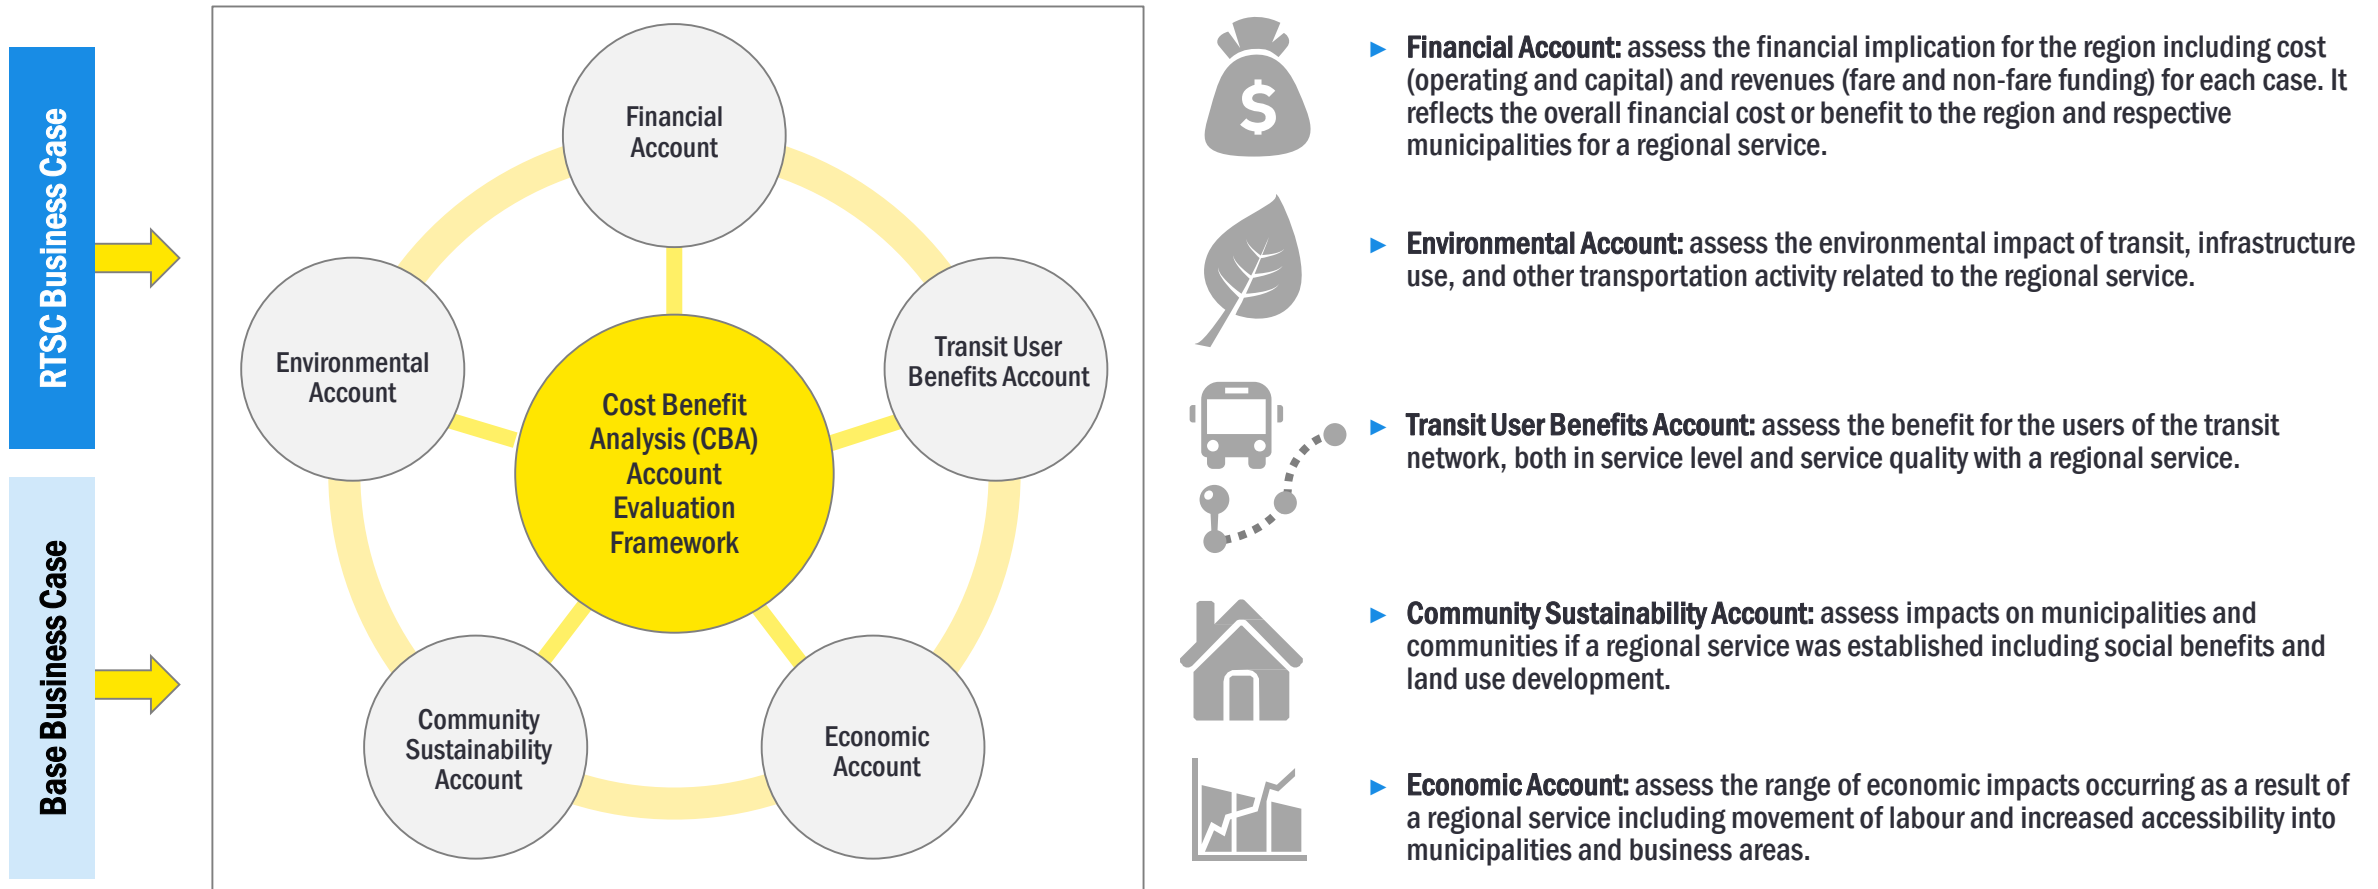 RTSC Business Case
Base Business Case
Financial
Account
Environmental
Account
Transit User
Benefits Account
Cost Benefit
Analysis (CBA)
Account
Evaluation
Framework
Community
Sustainability
Account
Economic
Account
$
► Financial Account: assess the financial implication for the region including cost
(operating and capital) and revenues (fare and non-fare funding) for each case. It
reflects the overall financial cost or benefit to the region and respective
municipalities for a regional service.
► Environmental Account: assess the environmental impact of transit, infrastructure
use, and other transportation activity related to the regional service.
► Transit User Benefits Account: assess the benefit for the users of the transit
network, both in service level and service quality with a regional service.
► Community Sustainability Account: assess impacts on municipalities and
communities if a regional service was established including social benefits and
land use development.
► Economic Account: assess the range of economic impacts occurring as a result of
a regional service including movement of labour and increased accessibility into
municipalities and business areas.